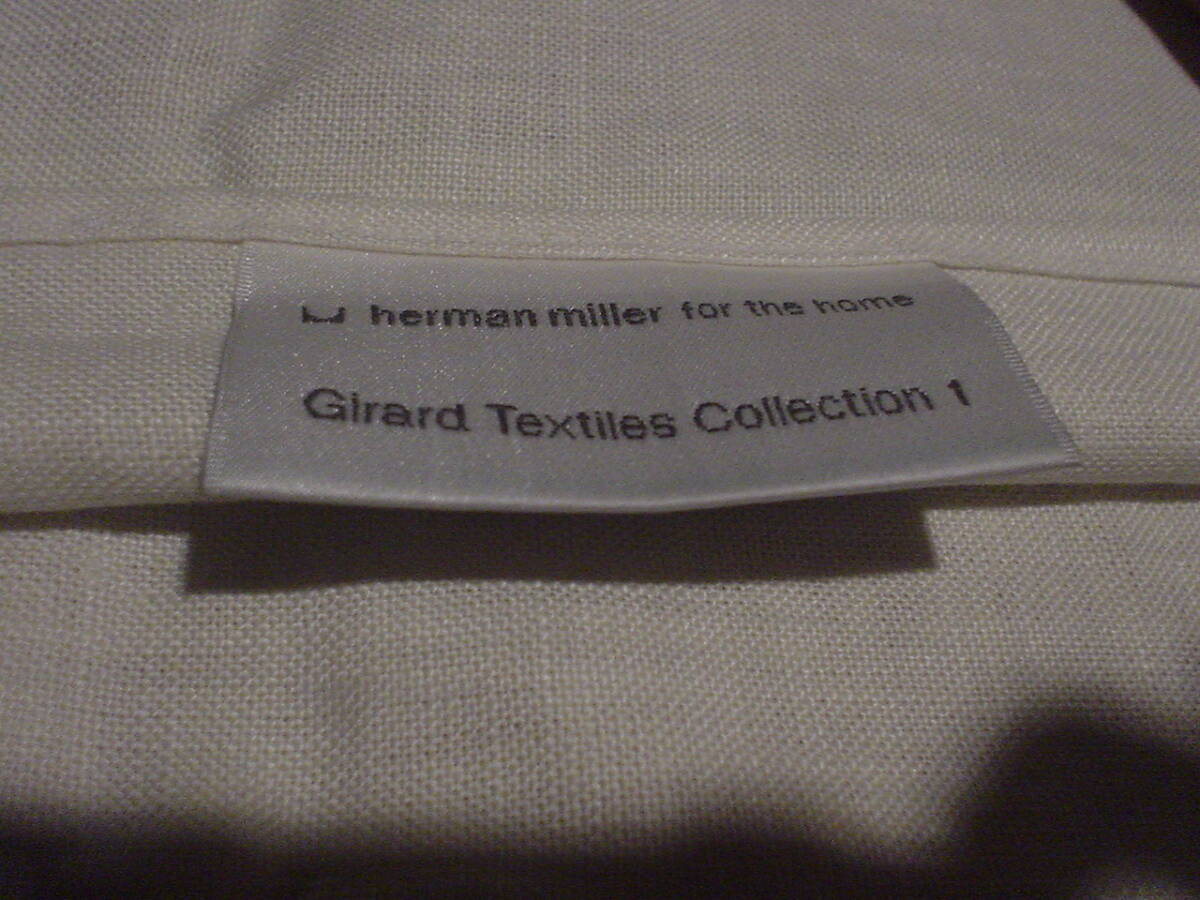 herman miller for the home
Girard Textiles Collection 1